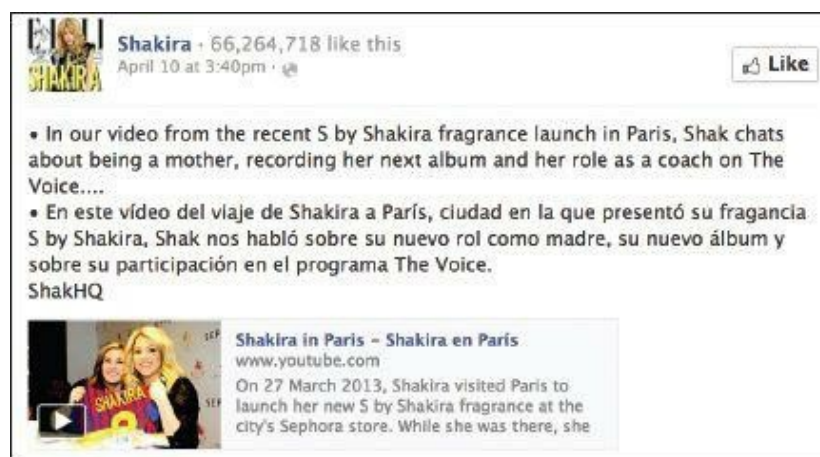 SHAKIRA
Shakira · 66,264,718 like this
April 10 at 3:40pm ·
Like
• In our video from the recent S by Shakira fragrance launch in Paris, Shak chats
about being a mother, recording her next album and her role as a coach on The
Voice....
• En este vídeo del viaje de Shakira a París, ciudad en la que presentó su fragancia
S by Shakira, Shak nos habló sobre su nuevo rol como madre, su nuevo álbum y
sobre su participación en el programa The Voice.
ShakHQ
SHAKIRA
Shakira in Paris – Shakira en París
www.youtube.com
On 27 March 2013, Shakira visited Paris to
launch her new S by Shakira fragrance at the
city's Sephora store. While she was there, she